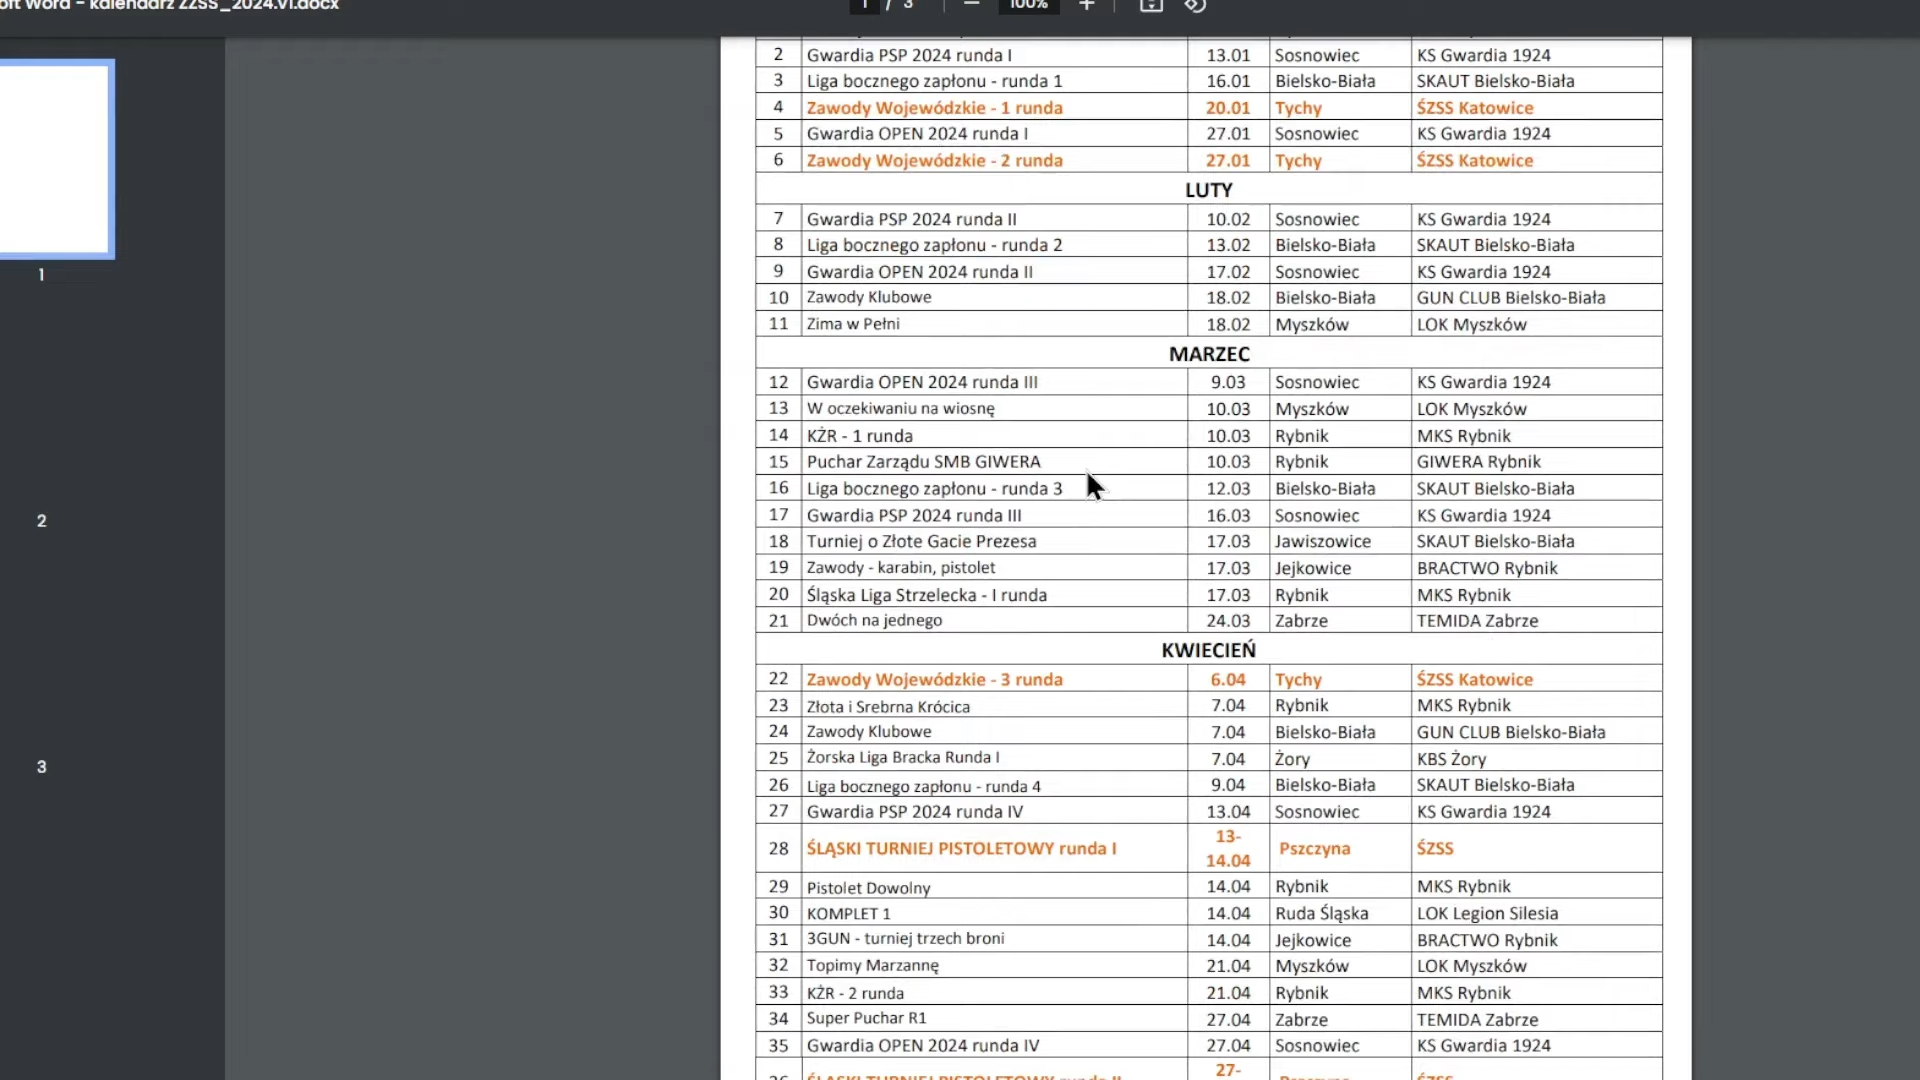 oft Word - kalendarz ZZSS_2024.vi.docx
1 / 3 100%
2 Gwardia PSP 2024 runda I 13.01 Sosnowiec KS Gwardia 1924
3 Liga bocznego zapłonu - runda 1 16.01 Bielsko-Biała SKAUT Bielsko-Biała
4 Zawody Wojewódzkie - 1 runda 20.01 Tychy ŚZSS Katowice
5 Gwardia OPEN 2024 runda I 27.01 Sosnowiec KS Gwardia 1924
6 Zawody Wojewódzkie - 2 runda 27.01 Tychy ŚZSS Katowice
LUTY
7 Gwardia PSP 2024 runda II 10.02 Sosnowiec KS Gwardia 1924
8 Liga bocznego zapłonu - runda 2 13.02 Bielsko-Biała SKAUT Bielsko-Biała
9 Gwardia OPEN 2024 runda II 17.02 Sosnowiec KS Gwardia 1924
10 Zawody Klubowe 18.02 Bielsko-Biała GUN CLUB Bielsko-Biała
11 Zima w Pełni 18.02 Myszków LOK Myszków
MARZEC
12 Gwardia OPEN 2024 runda III 9.03 Sosnowiec KS Gwardia 1924
13 W oczekiwaniu na wiosnę 10.03 Myszków LOK Myszków
14 KŻR - 1 runda 10.03 Rybnik MKS Rybnik
15 Puchar Zarządu SMB GIWERA 10.03 Rybnik GIWERA Rybnik
16 Liga bocznego zapłonu - runda 3 12.03 Bielsko-Biała SKAUT Bielsko-Biała
17 Gwardia PSP 2024 runda III 16.03 Sosnowiec KS Gwardia 1924
18 Turniej o Złote Gacie Prezesa 17.03 Jawiszowice SKAUT Bielsko-Biała
19 Zawody - karabin, pistolet 17.03 Jejkowice BRACTWO Rybnik
20 Śląska Liga Strzelecka - I runda 17.03 Rybnik MKS Rybnik
21 Dwóch na jednego 24.03 Zabrze TEMIDA Zabrze
KWIECIEŃ
22 Zawody Wojewódzkie - 3 runda 6.04 Tychy ŚZSS Katowice
23 Złota i Srebrna Krócica 7.04 Rybnik MKS Rybnik
24 Zawody Klubowe 7.04 Bielsko-Biała GUN CLUB Bielsko-Biała
25 Żorska Liga Bracka Runda I 7.04 Żory KBS Żory
26 Liga bocznego zapłonu - runda 4 9.04 Bielsko-Biała SKAUT Bielsko-Biała
27 Gwardia PSP 2024 runda IV 13.04 Sosnowiec KS Gwardia 1924
28 ŚLĄSKI TURNIEJ PISTOLETOWY runda I 13-14.04 Pszczyna ŚZSS
29 Pistolet Dowolny 14.04 Rybnik MKS Rybnik
30 KOMPLET 1 14.04 Ruda Śląska LOK Legion Silesia
31 3GUN - turniej trzech broni 14.04 Jejkowice BRACTWO Rybnik
32 Topimy Marzannę 21.04 Myszków LOK Myszków
33 KŻR - 2 runda 21.04 Rybnik MKS Rybnik
34 Super Puchar R1 27.04 Zabrze TEMIDA Zabrze
35 Gwardia OPEN 2024 runda IV 27.04 Sosnowiec KS Gwardia 1924
27-
1
2
3